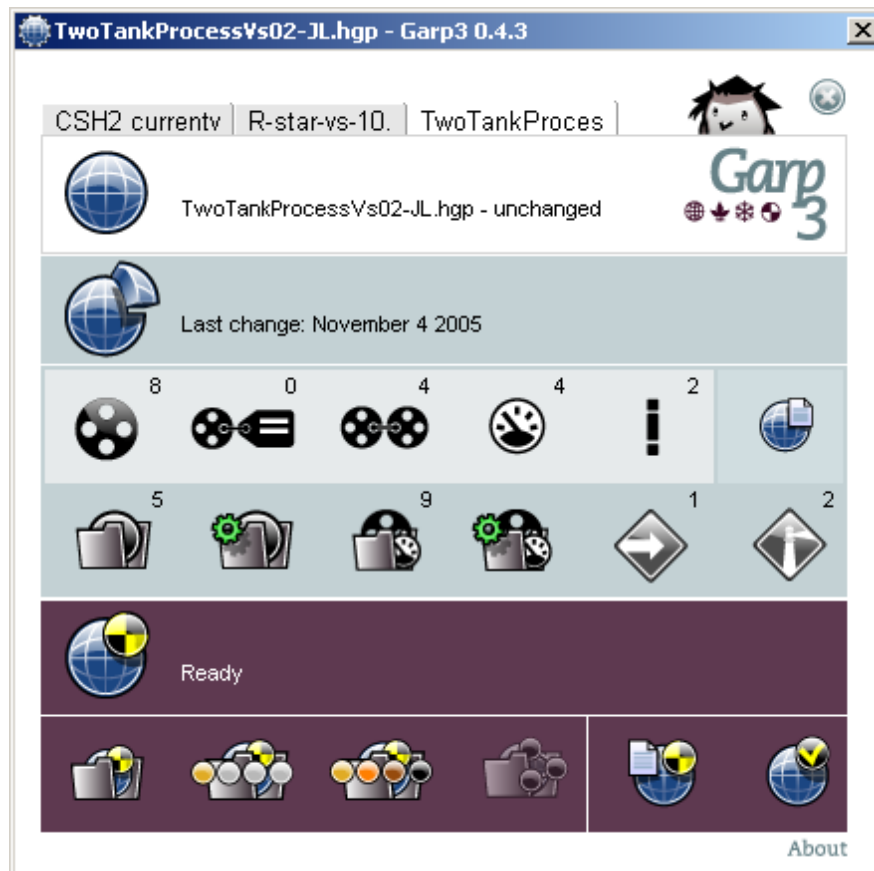 TwoTankProcessVs02-JL.hgp - Garp3 0.4.3
CSH2 currentv R-star-vs-10. TwoTankProces
TwoTankProcessVs02-JL.hgp - unchanged
Garp
3
Last change: November 4 2005
8 0 4 4 2
5 9 1 2
Ready
About